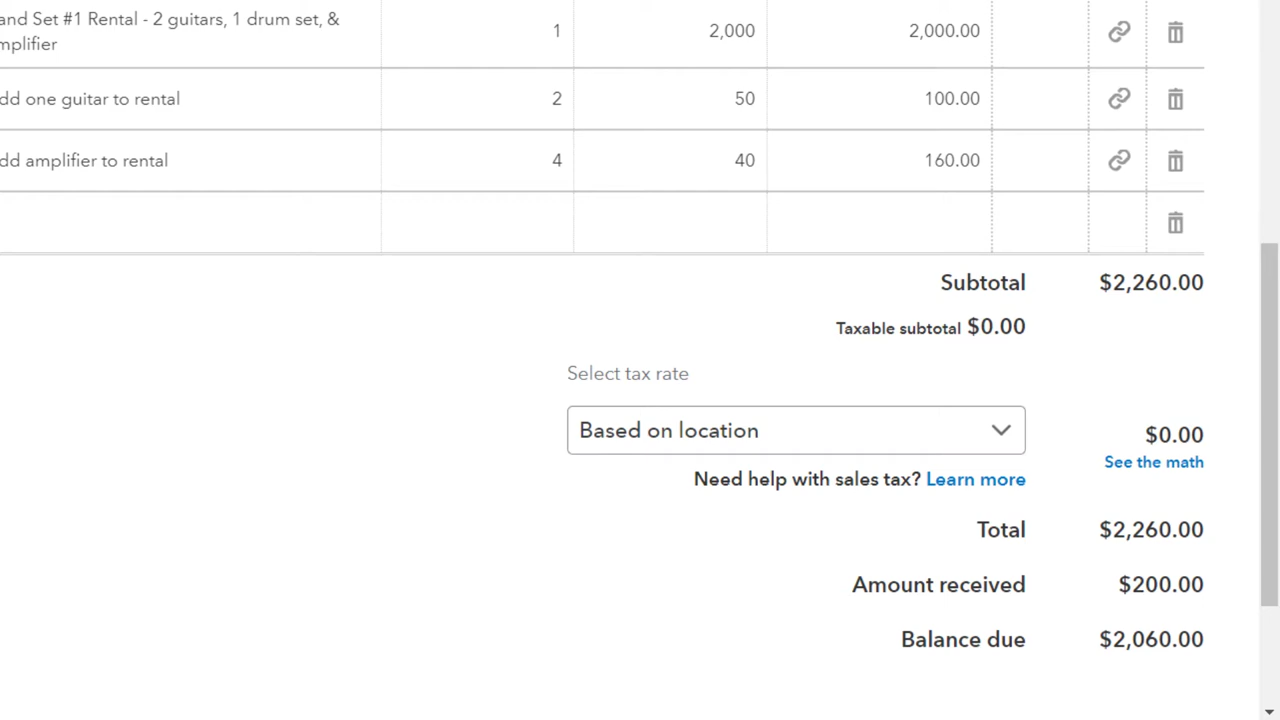 and Set #1 Rental - 2 guitars, 1 drum set, &
mplifier
1 2,000 2,000.00
dd one guitar to rental 2 50 100.00
dd amplifier to rental 4 40 160.00
Subtotal $2,260.00
Taxable subtotal $0.00
Select tax rate
Based on location $0.00
See the math
Need help with sales tax? Learn more
Total $2,260.00
Amount received $200.00
Balance due $2,060.00